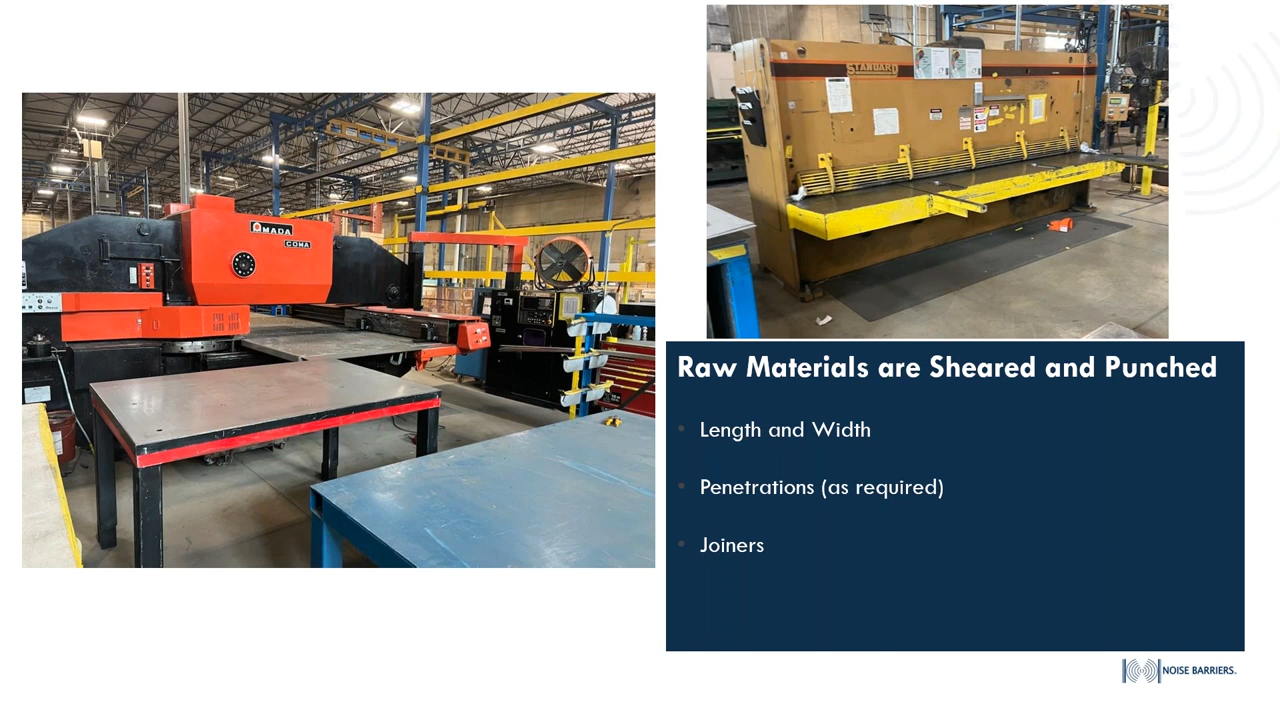 AMADA
COMA
STANDARD
Raw Materials are Sheared and Punched
Length and Width
Penetrations (as required)
Joiners
NOISE BARRIERS.